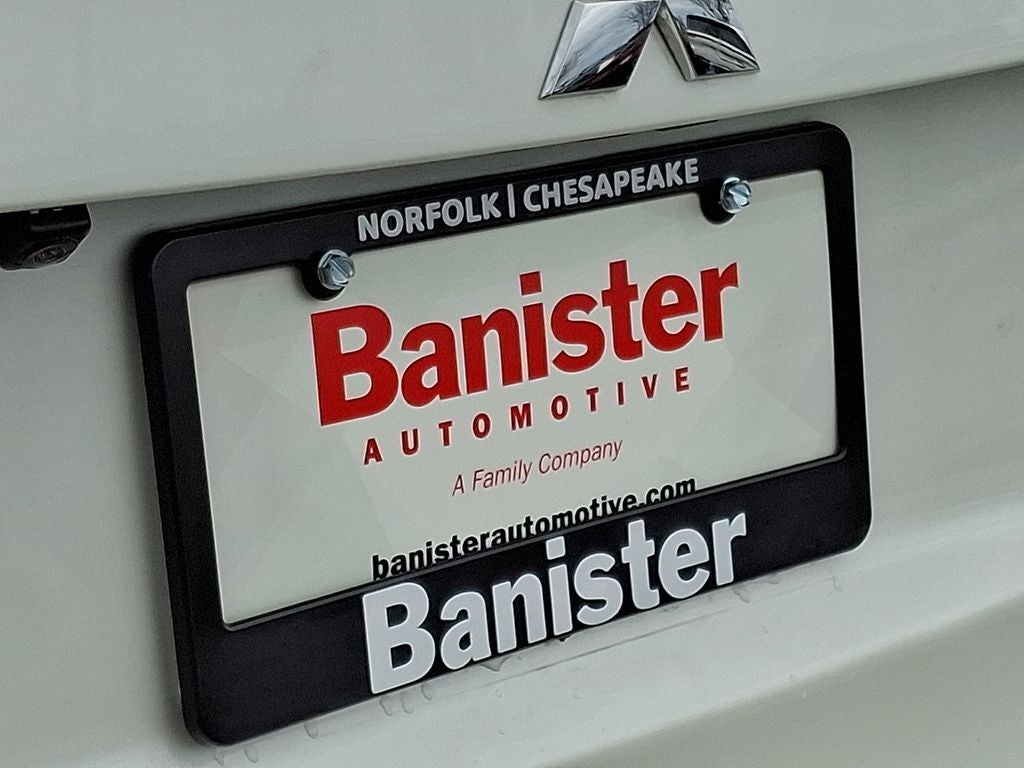 NORFOLK | CHESAPEAKE
Banister
AUTOMOTIVE
A Family Company
banisterautomotive.com
Banister